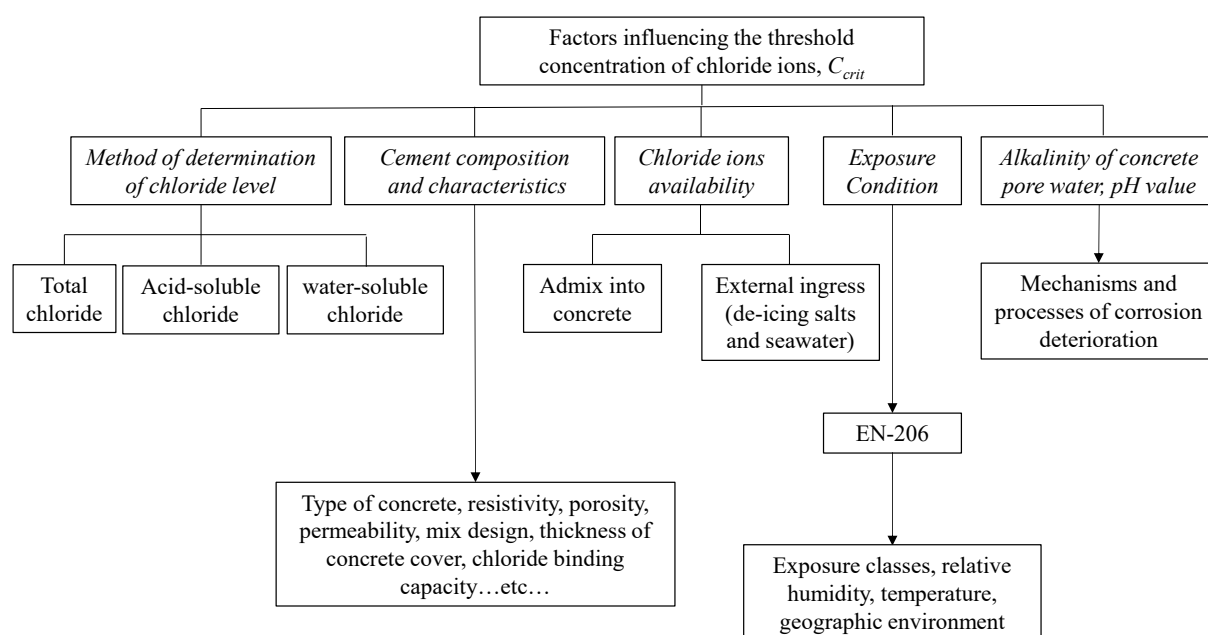 Factors influencing the threshold
concentration of chloride ions, C_crit
Method of determination
of chloride level
Cement composition
and characteristics
Chloride ions
availability
Exposure
Condition
Alkalinity of concrete
pore water, pH value
Total
chloride
Acid-soluble
chloride
water-soluble
chloride
Admix into
concrete
External ingress
(de-icing salts
and seawater)
Mechanisms and
processes of corrosion
deterioration
EN-206
Type of concrete, resistivity, porosity,
permeability, mix design, thickness of
concrete cover, chloride binding
capacity…etc…
Exposure classes, relative
humidity, temperature,
geographic environment